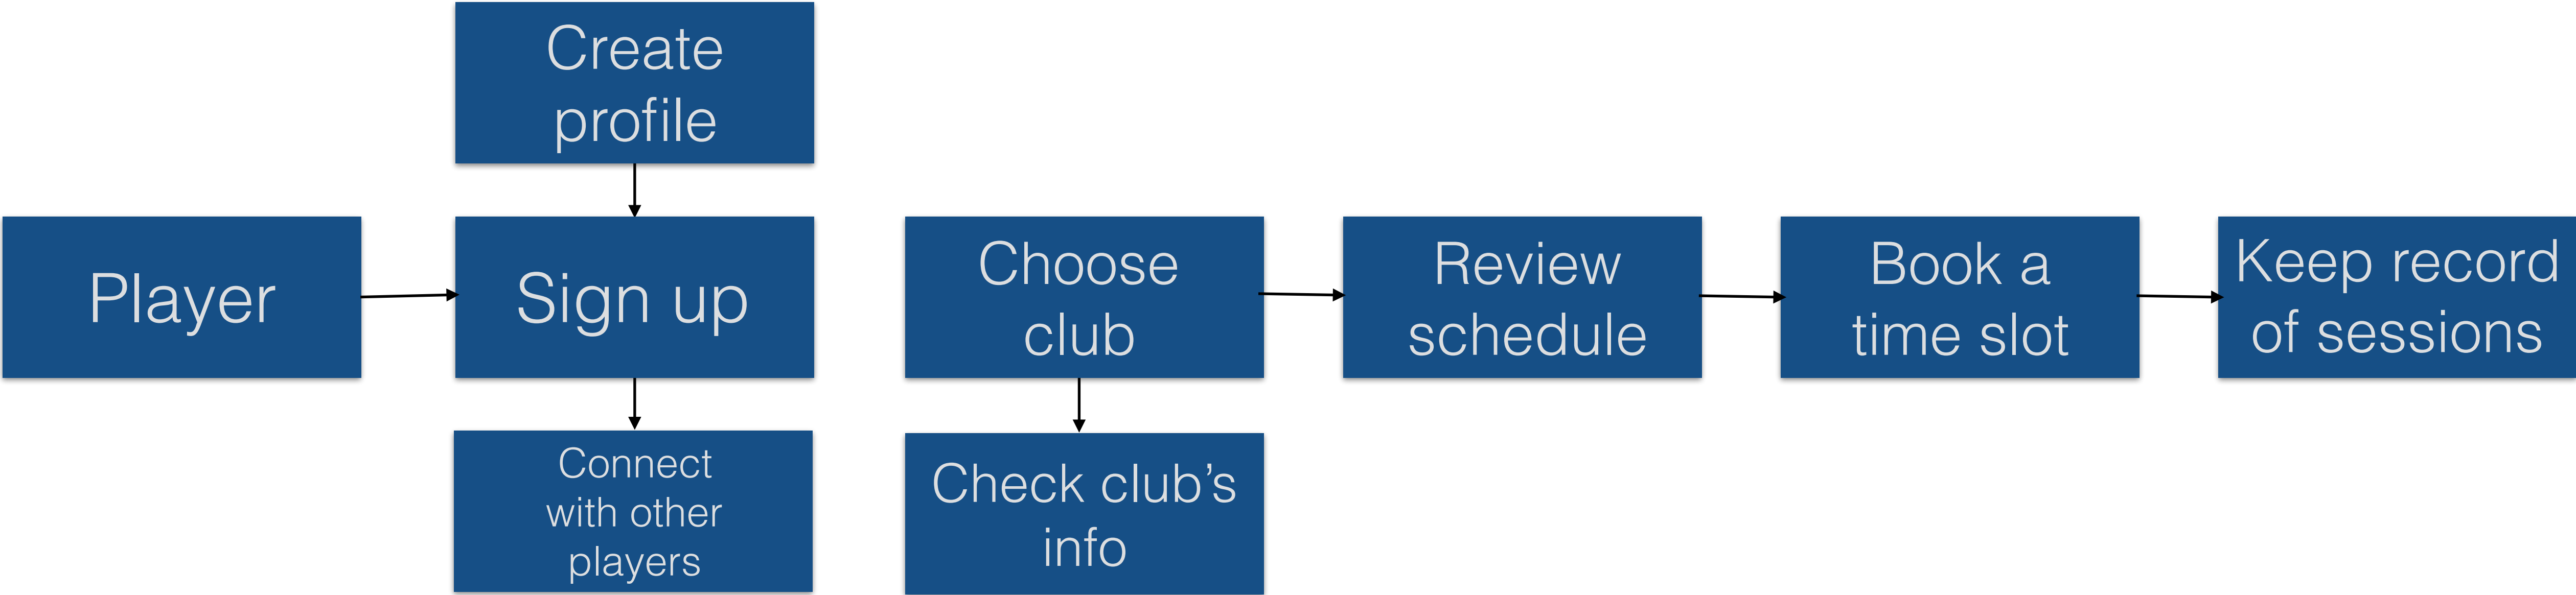 Create
profile
Player
Sign up
Connect
with other
players
Choose
club
Check club’s
info
Review
schedule
Book a
time slot
Keep record
of sessions